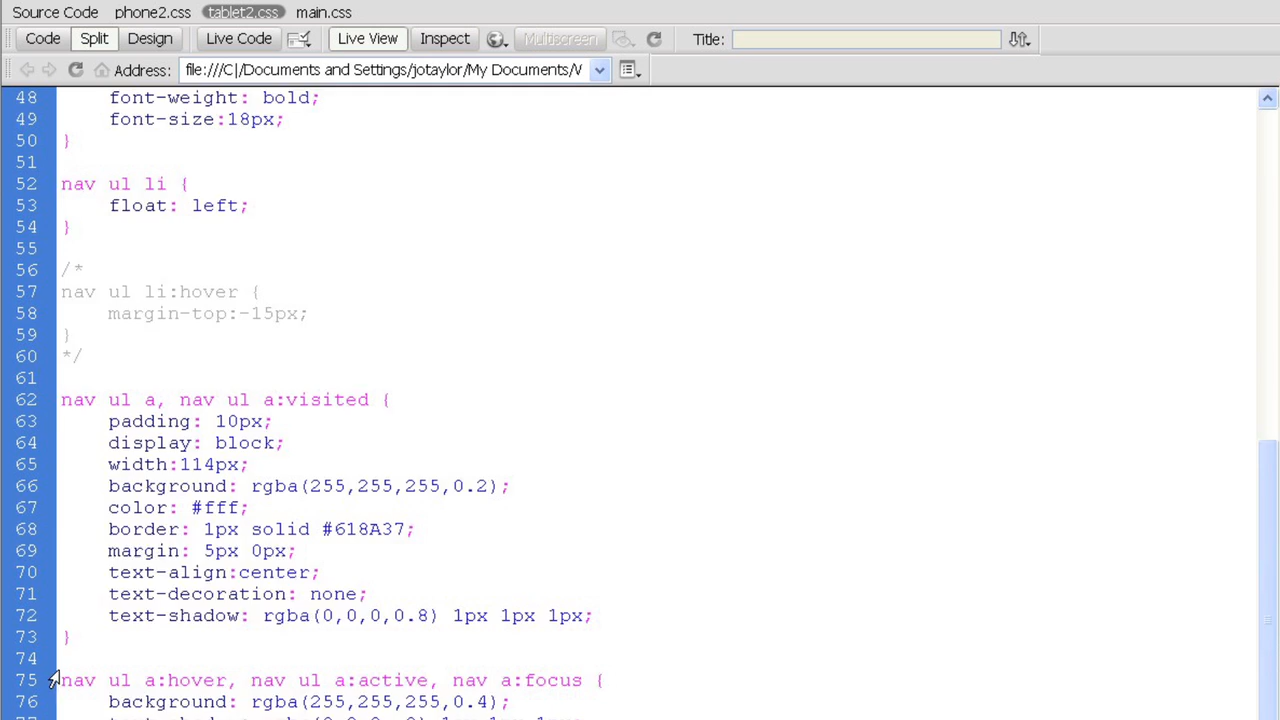 Source Code phone2.css tablet2.css main.css
Code Split Design Live Code Live View Inspect Multiscreen Title:
Address: file:///C|/Documents and Settings/jotaylor/My Documents/V
48 font-weight: bold;
49 font-size:18px;
50 }
51
52 nav ul li {
53 float: left;
54 }
55
56 /*
57 nav ul li:hover {
58 margin-top:-15px;
59 }
60 */
61
62 nav ul a, nav ul a:visited {
63 padding: 10px;
64 display: block;
65 width:114px;
66 background: rgba(255,255,255,0.2);
67 color: #fff;
68 border: 1px solid #618A37;
69 margin: 5px 0px;
70 text-align:center;
71 text-decoration: none;
72 text-shadow: rgba(0,0,0,0.8) 1px 1px 1px;
73 }
74
75 nav ul a:hover, nav ul a:active, nav a:focus {
76 background: rgba(255,255,255,0.4);